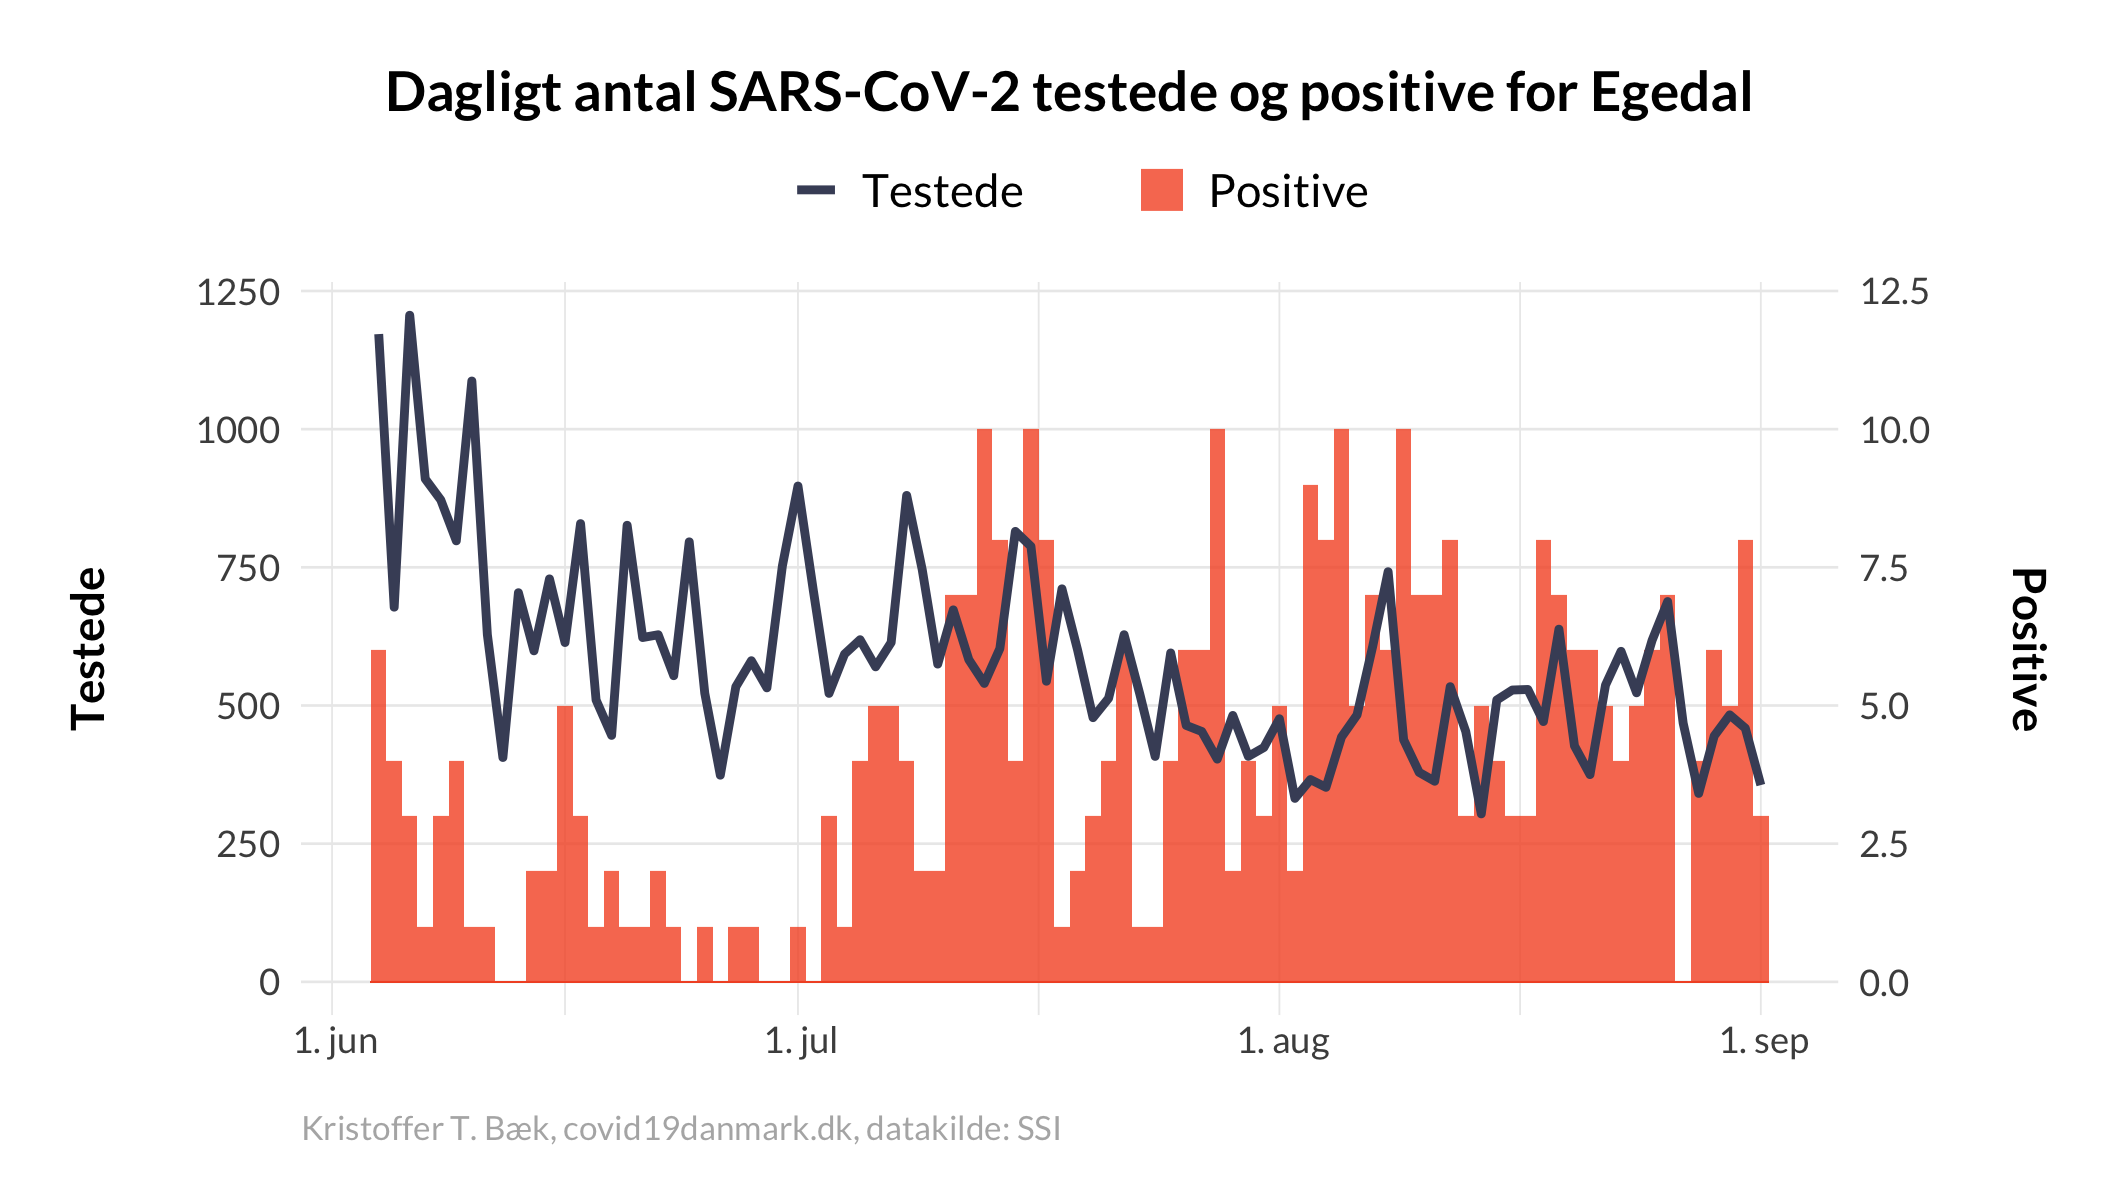 Dagligt antal SARS-CoV-2 testede og positive for Egedal
Testede Positive
1250 12.5
1000 10.0
750 7.5
500 5.0
250 2.5
0 0.0
Testede
Positive
1. jun 1. jul 1. aug 1. sep
Kristoffer T. Bæk, covid19danmark.dk, datakilde: SSI